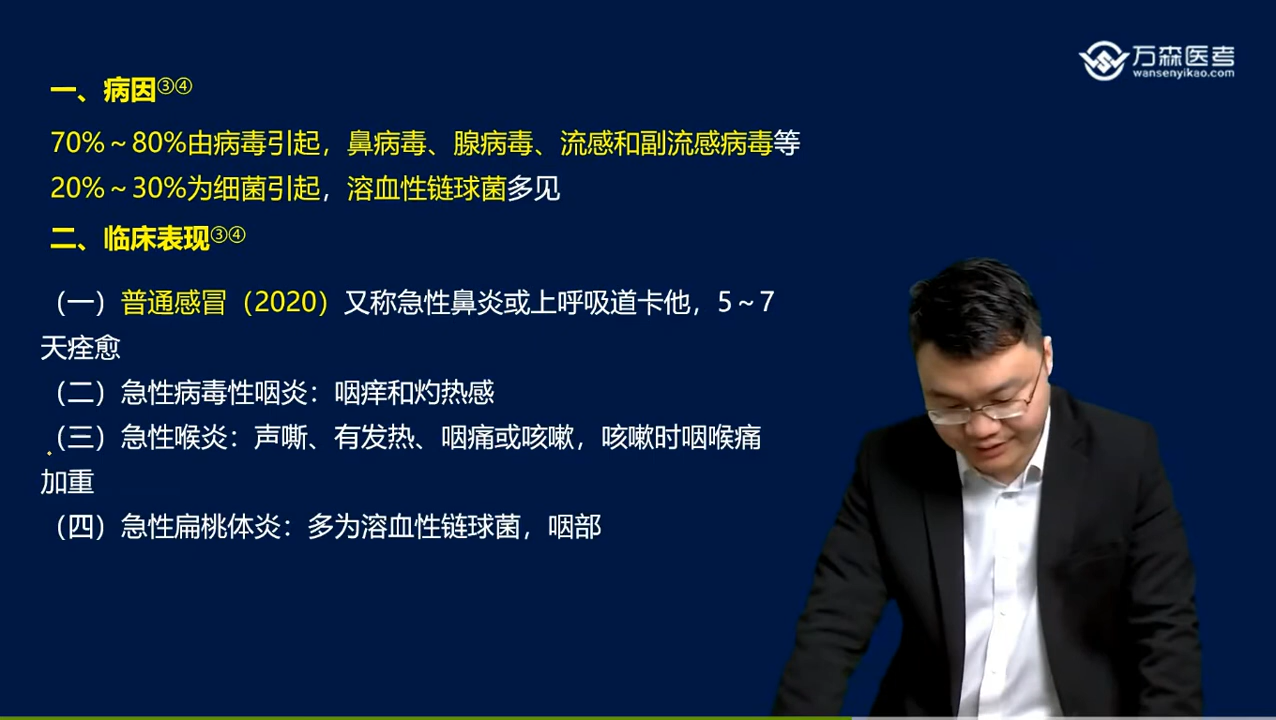 万森医考
wansenyikao.com
一、病因③④
70%～80%由病毒引起，鼻病毒、腺病毒、流感和副流感病毒等
20%～30%为细菌引起，溶血性链球菌多见
二、临床表现③④
（一）普通感冒（2020）又称急性鼻炎或上呼吸道卡他，5～7
天痊愈
（二）急性病毒性咽炎：咽痒和灼热感
（三）急性喉炎：声嘶、有发热、咽痛或咳嗽，咳嗽时咽喉痛
加重
（四）急性扁桃体炎：多为溶血性链球菌，咽部